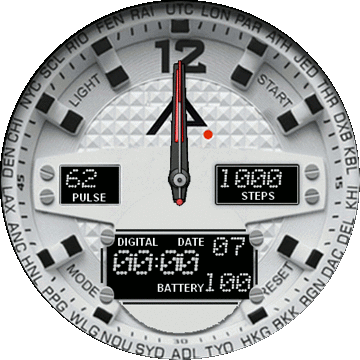 UTC LON PAR ATH JED THR DXB KBL KHI DEL DAC RGN BKK HKG TYO ADL SYD NOU WLG PPG HNL ANC LAX DEN CHI NYC SCL RIO FEN RAI
12
LIGHT
START
45
15
62
PULSE
1000
STEPS
DIGITAL DATE 07
00:00
BATTERY 100
MODE
RESET